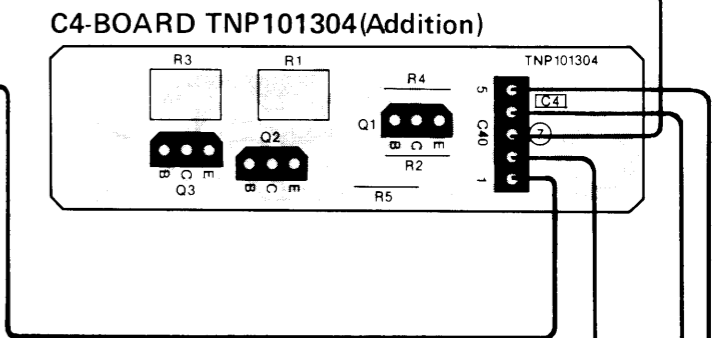 C4-BOARD TNP101304(Addition)
R3
R1
R4
TNP101304
5
C4
Q1
C40
7
Q2
B C E
R2
B C E
Q3
B C E
1
R5